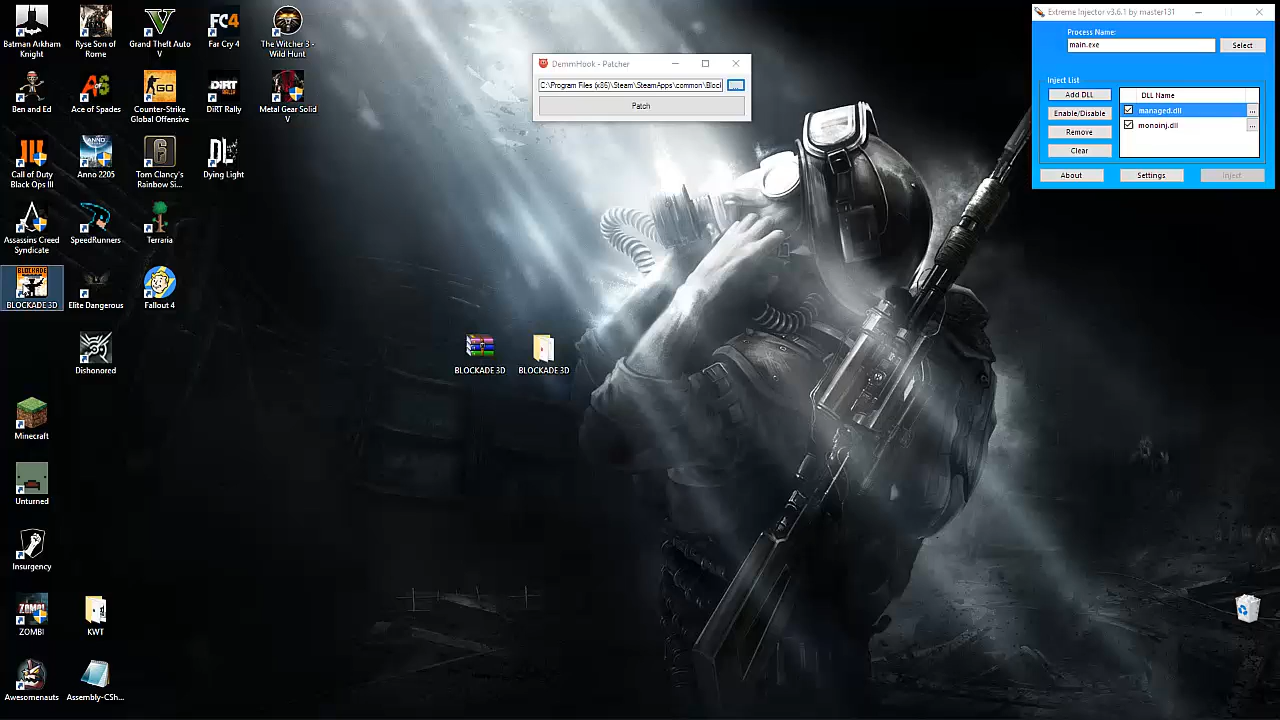 Batman Arkham
Knight
Ryse Son of
Rome
Grand Theft Auto
V
FC4
Far Cry 4
The Witcher 3 -
Wild Hunt
Ben and Ed
Ace of Spades
Counter-Strike
Global Offensive
DiRT Rally
Metal Gear Solid
V
Call of Duty
Black Ops III
Anno 2205
Tom Clancy's
Rainbow Si...
Dying Light
Assassins Creed
Syndicate
SpeedRunners
Terraria
BLOCKADE 3D
Elite Dangerous
Fallout 4
Dishonored
Minecraft
Unturned
Insurgency
ZOMBI
KWT
Awesomenauts
Assembly-CSh...
BLOCKADE 3D
BLOCKADE 3D
DemmHook - Patcher
C:\Program Files (x86)\Steam\SteamApps\common\Bloc
...
Patch
Extreme Injector v3.6.1 by master131
Process Name:
main.exe
Select
Inject List
Add DLL
Enable/Disable
Remove
Clear
DLL Name
managed.dll
...
monoinj.dll
...
About
Settings
Inject